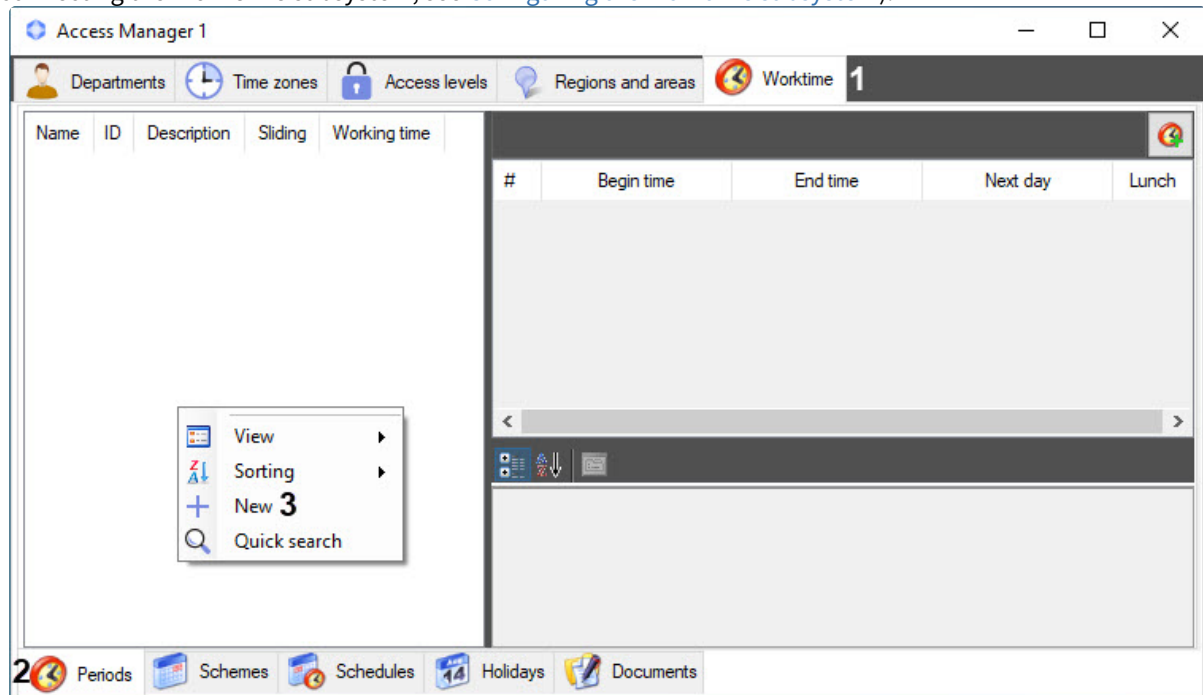 Access Manager 1
Departments Time zones Access levels Regions and areas Worktime 1
Name ID Description Sliding Working time
# Begin time End time Next day Lunch
View
Sorting
New 3
Quick search
2 Periods Schemes Schedules Holidays Documents